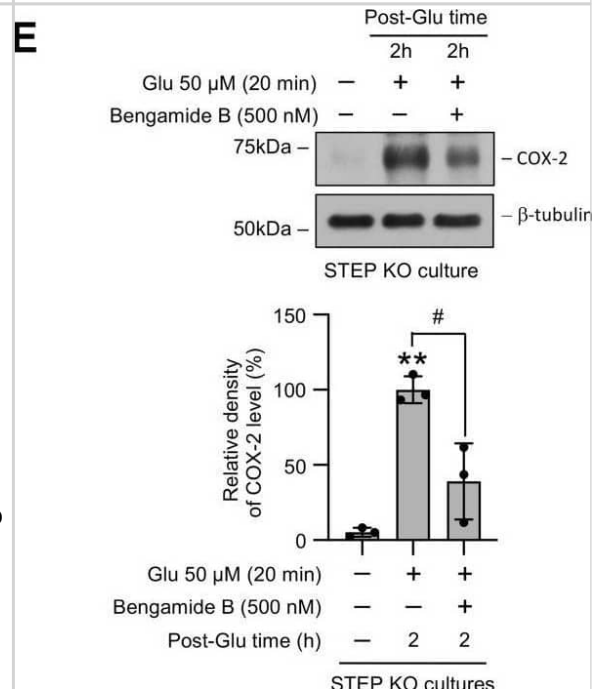 E
Post-Glu time
2h 2h
Glu 50 μM (20 min) – + +
Bengamide B (500 nM) – – +
75kDa –
– COX-2
– β-tubulin
50kDa –
STEP KO culture
150
#
**
100
50
0
Relative density
of COX-2 level (%)
Glu 50 μM (20 min) – + +
Bengamide B (500 nM) – – +
Post-Glu time (h) – 2 2
STEP KO cultures